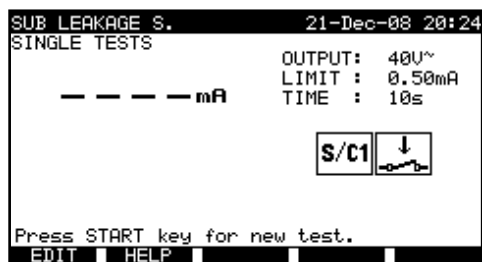 SUB LEAKAGE S. 21-Dec-08 20:24
SINGLE TESTS
OUTPUT: 40V~
LIMIT : 0.50mA
– – – – mA TIME : 10s
S/C1
Press START key for new test.
EDIT HELP